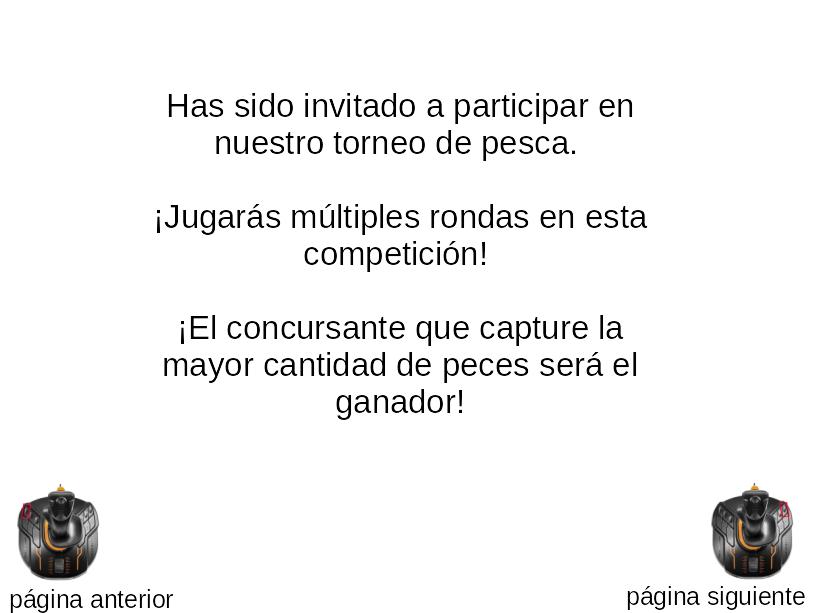 Has sido invitado a participar en
nuestro torneo de pesca.
¡Jugarás múltiples rondas en esta
competición!
¡El concursante que capture la
mayor cantidad de peces será el
ganador!
página anterior
página siguiente